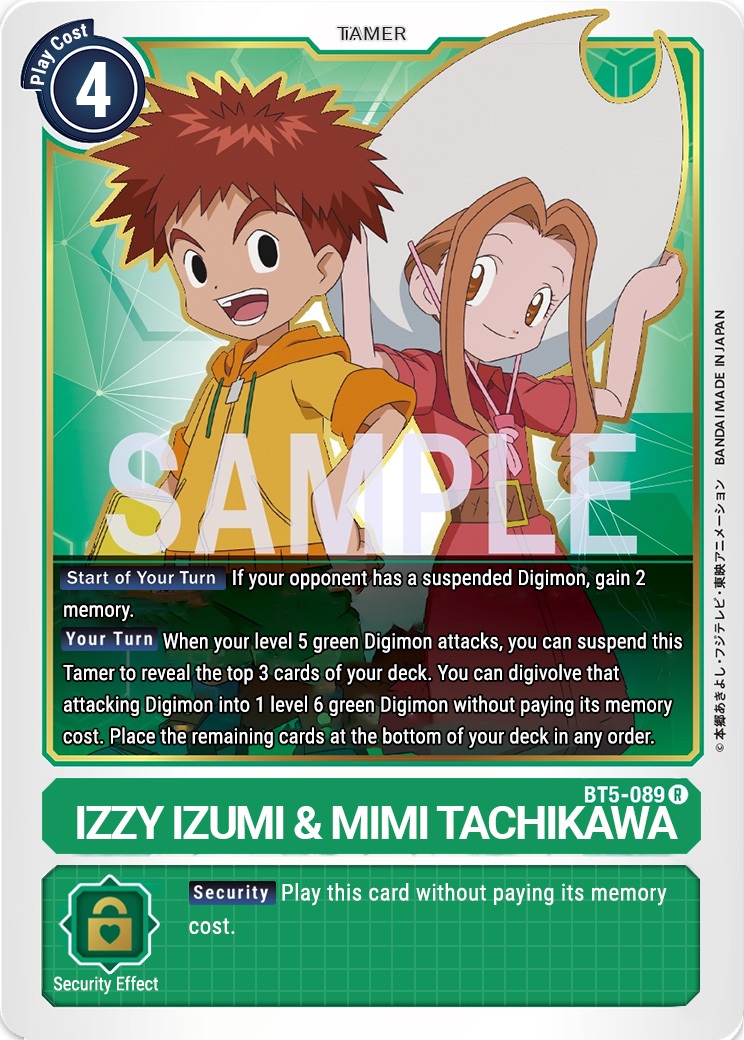 Play Cost
4
TAMER
SAMPLE
Start of Your Turn If your opponent has a suspended Digimon, gain 2
memory.
Your Turn When your level 5 green Digimon attacks, you can suspend this
Tamer to reveal the top 3 cards of your deck. You can digivolve that
attacking Digimon into 1 level 6 green Digimon without paying its memory
cost. Place the remaining cards at the bottom of your deck in any order.
© 本郷あきよし・フジテレビ・東映アニメーション BANDAI MADE IN JAPAN
BT5-089 R
IZZY IZUMI & MIMI TACHIKAWA
Security Play this card without paying its memory
cost.
Security Effect